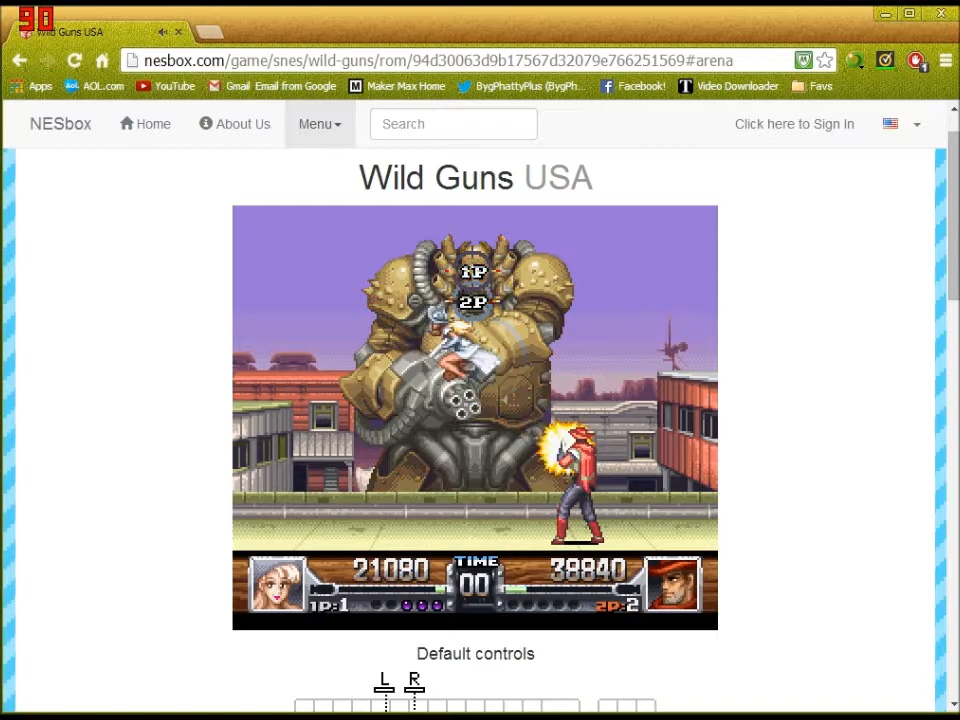 90
Wild Guns USA
nesbox.com/game/snes/wild-guns/rom/94d30063d9b17567d32079e766251569#arena
Apps AOL.com YouTube Gmail Email from Google Maker Max Home BygPhattyPlus (BygPh... Facebook! Video Downloader Favs
NESbox Home About Us Menu Search Click here to Sign In
Wild Guns USA
1P
2P
21080 TIME 38840
00
1P:1 2P:2
Default controls
L R